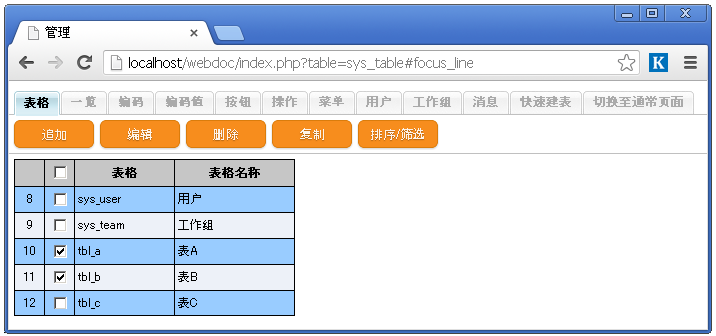 管理
localhost/webdoc/index.php?table=sys_table#focus_line
K
表格 一览 编码 编码值 按钮 操作 菜单 用户 工作组 消息 快速建表 切换至通常页面
追加 编辑 删除 复制 排序/筛选
表格 表格名称
8 sys_user 用户
9 sys_team 工作组
10 tbl_a 表A
11 tbl_b 表B
12 tbl_c 表C